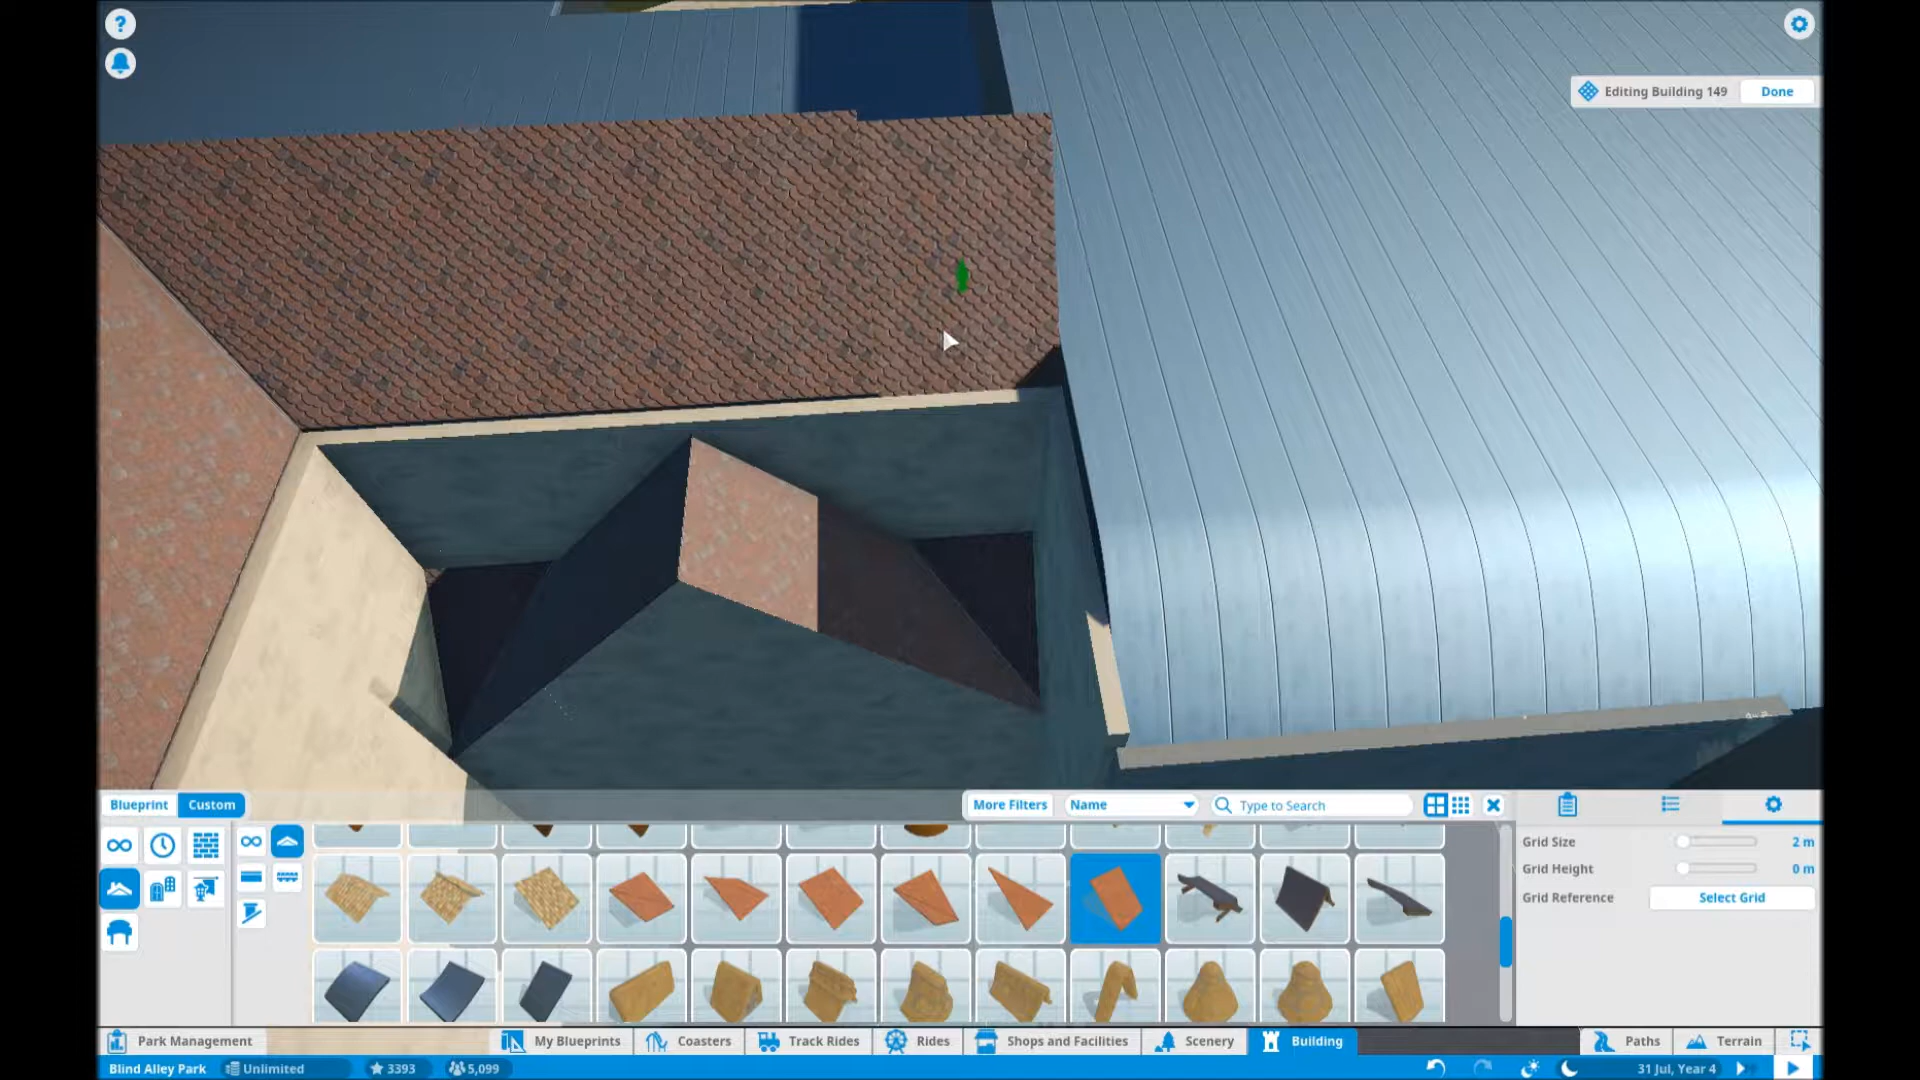 ?
Editing Building 149
Done
Blueprint
Custom
More Filters
Name
Type to Search
Grid Size
2 m
Grid Height
0 m
Grid Reference
Select Grid
Park Management
My Blueprints
Coasters
Track Rides
Rides
Shops and Facilities
Scenery
Building
Paths
Terrain
Blind Alley Park
Unlimited
3393
5,099
31 Jul, Year 4